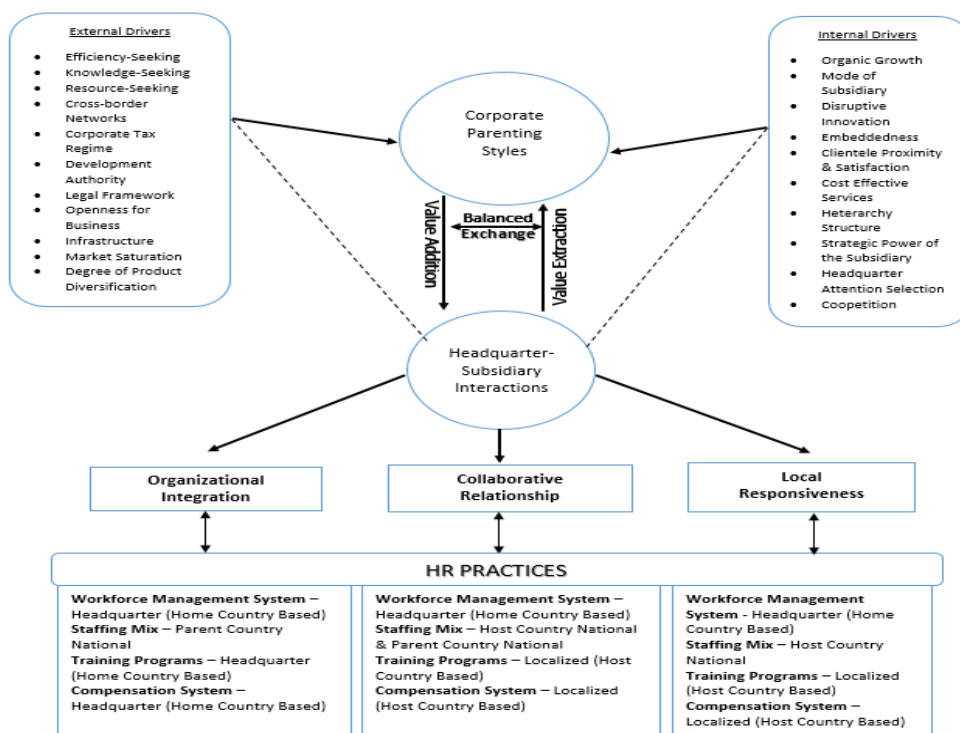 External Drivers
Efficiency-Seeking
Knowledge-Seeking
Resource-Seeking
Cross-border
Networks
Corporate Tax
Regime
Development
Authority
Legal Framework
Openness for
Business
Infrastructure
Market Saturation
Degree of Product
Diversification
Corporate
Parenting
Styles
Internal Drivers
Organic Growth
Mode of
Subsidiary
Disruptive
Innovation
Embeddedness
Clientele Proximity
& Satisfaction
Cost Effective
Services
Heterarchy
Structure
Strategic Power of
the Subsidiary
Headquarter
Attention Selection
Coopetition
Value Addition
Balanced
Exchange
Value Extraction
Headquarter-
Subsidiary
Interactions
Organizational
Integration
Collaborative
Relationship
Local
Responsiveness
HR PRACTICES
Workforce Management System –
Headquarter (Home Country Based)
Staffing Mix – Parent Country
National
Training Programs – Headquarter
(Home Country Based)
Compensation System –
Headquarter (Home Country Based)
Workforce Management System –
Headquarter (Home Country Based)
Staffing Mix – Host Country National
& Parent Country National
Training Programs – Localized (Host
Country Based)
Compensation System – Localized
(Host Country Based)
Workforce Management
System - Headquarter (Home
Country Based)
Staffing Mix – Host Country
National
Training Programs – Localized
(Host Country Based)
Compensation System –
Localized (Host Country Based)